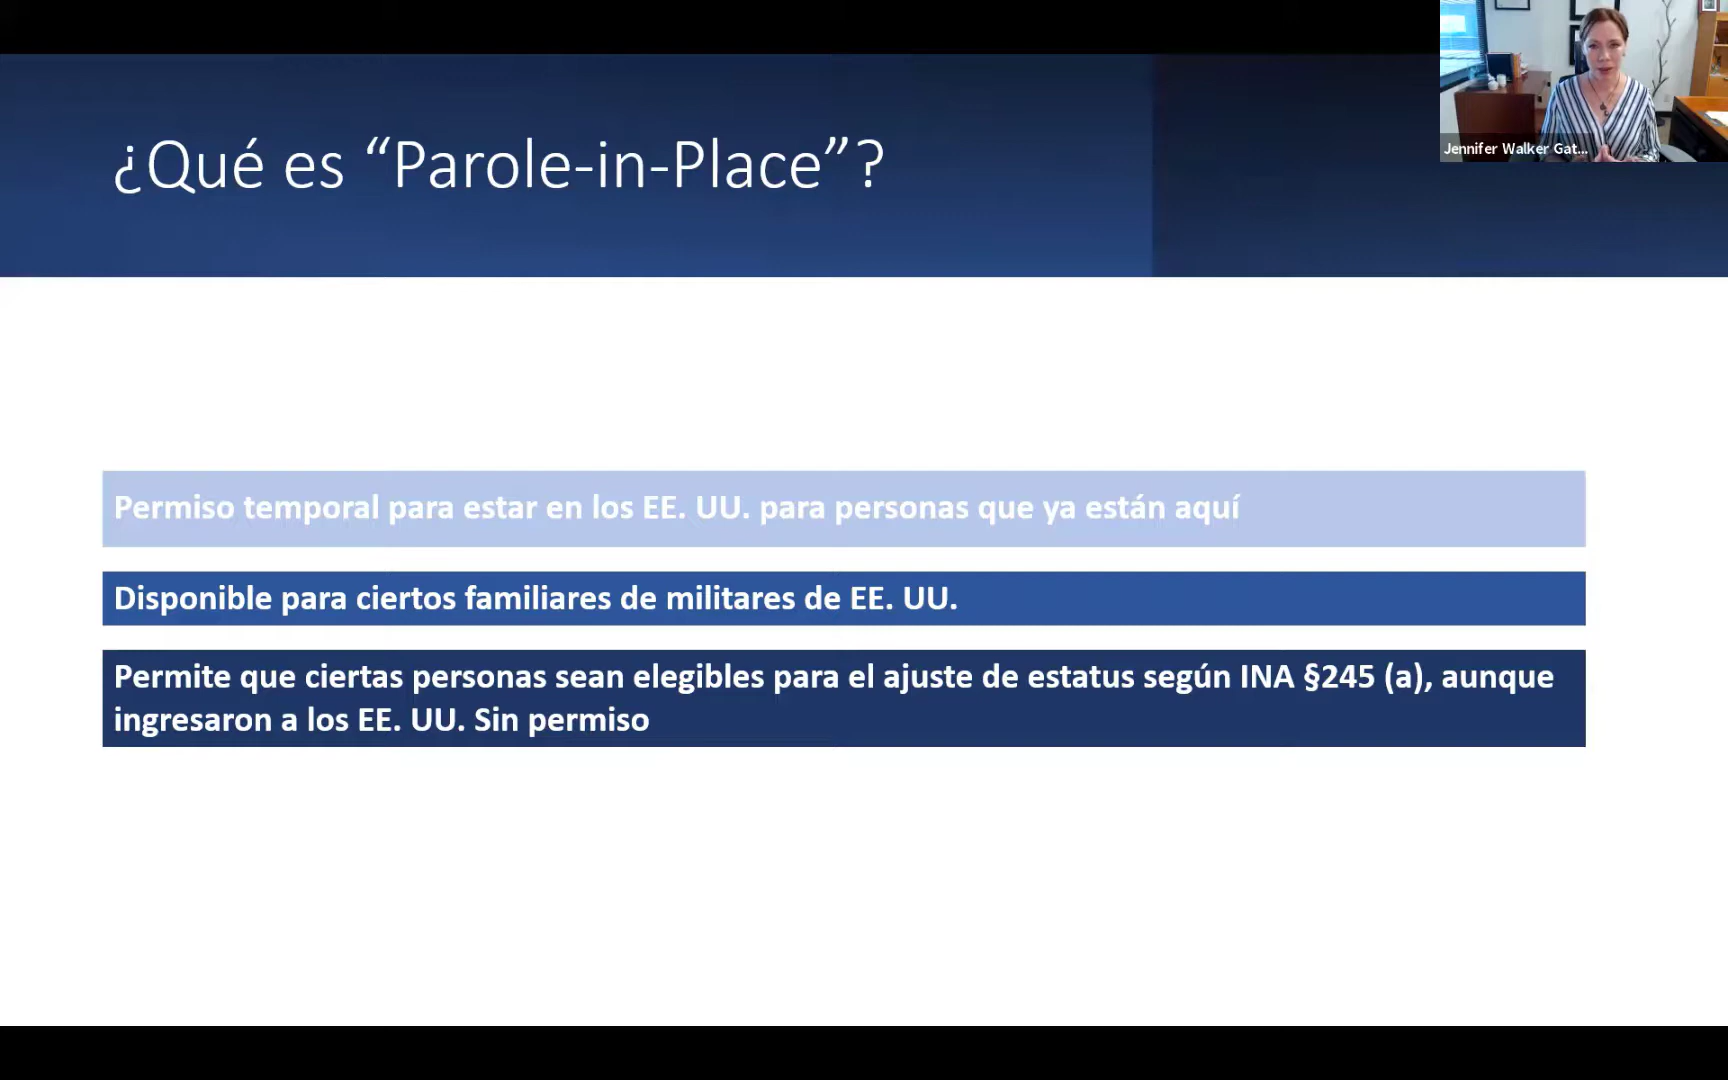 ¿Qué es “Parole-in-Place”?
Jennifer Walker Gat...
Permiso temporal para estar en los EE. UU. para personas que ya están aquí
Disponible para ciertos familiares de militares de EE. UU.
Permite que ciertas personas sean elegibles para el ajuste de estatus según INA §245 (a), aunque
ingresaron a los EE. UU. Sin permiso